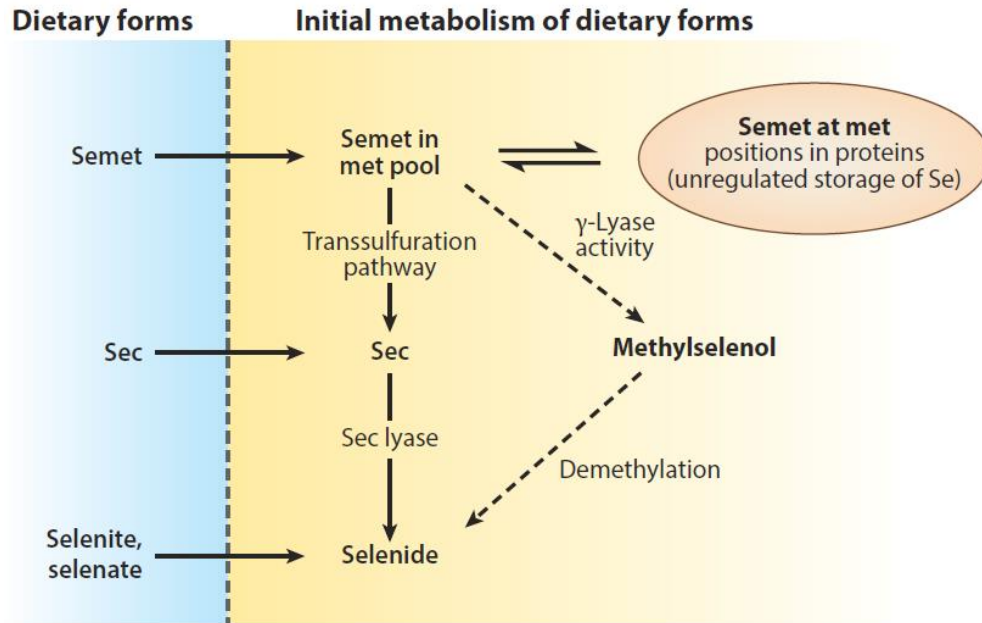 Dietary forms
Initial metabolism of dietary forms
Semet
Semet in
met pool
Semet at met
positions in proteins
(unregulated storage of Se)
Transsulfuration
pathway
γ-Lyase
activity
Sec
Sec
Methylselenol
Sec lyase
Demethylation
Selenite,
selenate
Selenide